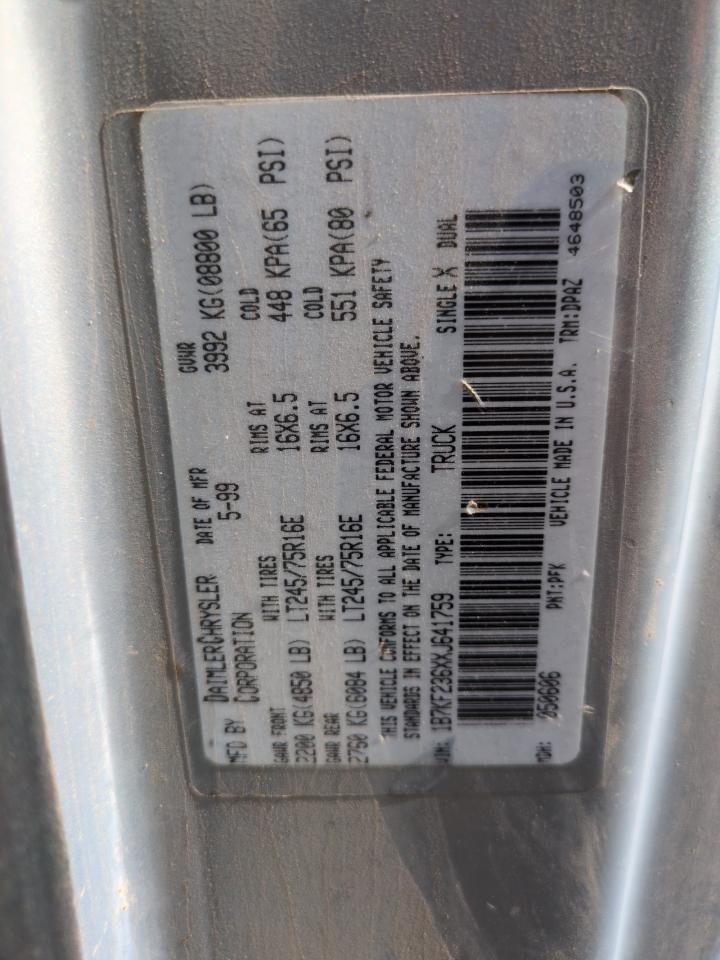 MFD BY DAIMLERCHRYSLER CORPORATION
DATE OF MFR 5-99
GVWR 3992 KG(08800 LB)
GAWR FRONT WITH TIRES RIMS AT COLD
2200 KG(4850 LB) LT245/75R16E 16X6.5 448 KPA(65 PSI)
GAWR REAR WITH TIRES RIMS AT COLD
2760 KG(6084 LB) LT245/75R16E 16X6.5 551 KPA(80 PSI)
THIS VEHICLE CONFORMS TO ALL APPLICABLE FEDERAL MOTOR VEHICLE SAFETY
STANDARDS IN EFFECT ON THE DATE OF MANUFACTURE SHOWN ABOVE.
VIN: 1B7KF236XXJ641759 TYPE: TRUCK SINGLE X DUAL
MDH: 050606 PNT:PFK VEHICLE MADE IN U.S.A. TRM:DPAZ 4648503